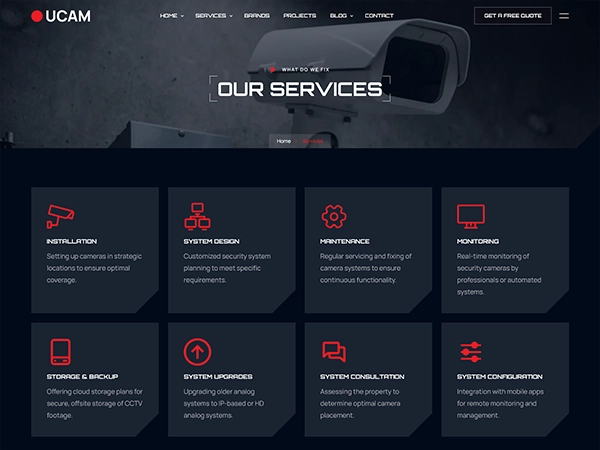 UCAM
HOME SERVICES BRANDS PROJECTS BLOG CONTACT
GET A FREE QUOTE
WHAT DO WE FIX
OUR SERVICES
Home Services
INSTALLATION
Setting up cameras in strategic
locations to ensure optimal
coverage.
SYSTEM DESIGN
Customized security system
planning to meet specific
requirements.
MAINTENANCE
Regular servicing and fixing of
camera systems to ensure
continuous functionality.
MONITORING
Real-time monitoring of
security cameras by
professionals or automated
systems.
STORAGE & BACKUP
Offering cloud storage plans for
secure, offsite storage of CCTV
footage.
SYSTEM UPGRADES
Upgrading older analog
systems to IP-based or HD
analog systems.
SYSTEM CONSULTATION
Assessing the property to
determine optimal camera
placement.
SYSTEM CONFIGURATION
Integration with mobile apps
for remote monitoring and
management.